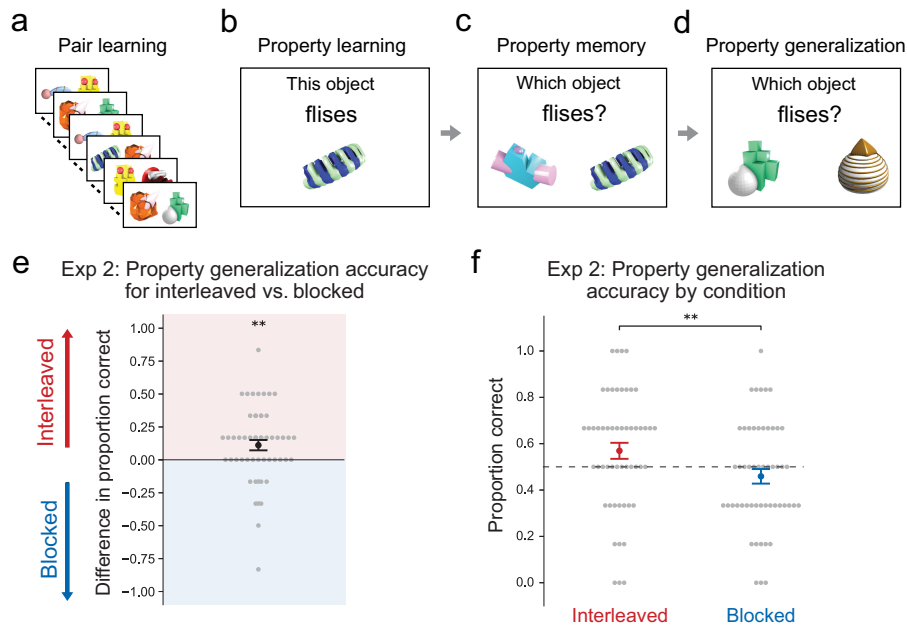 a
Pair learning
b
Property learning
This object
flises
c
Property memory
Which object
flises?
d
Property generalization
Which object
flises?
e
Exp 2: Property generalization accuracy
for interleaved vs. blocked
Interleaved
Blocked
Difference in proportion correct
1.00
0.75
0.50
0.25
0.00
−0.25
−0.50
−0.75
−1.00
**
f
Exp 2: Property generalization
accuracy by condition
**
Proportion correct
1.0
0.8
0.6
0.4
0.2
0.0
Interleaved
Blocked